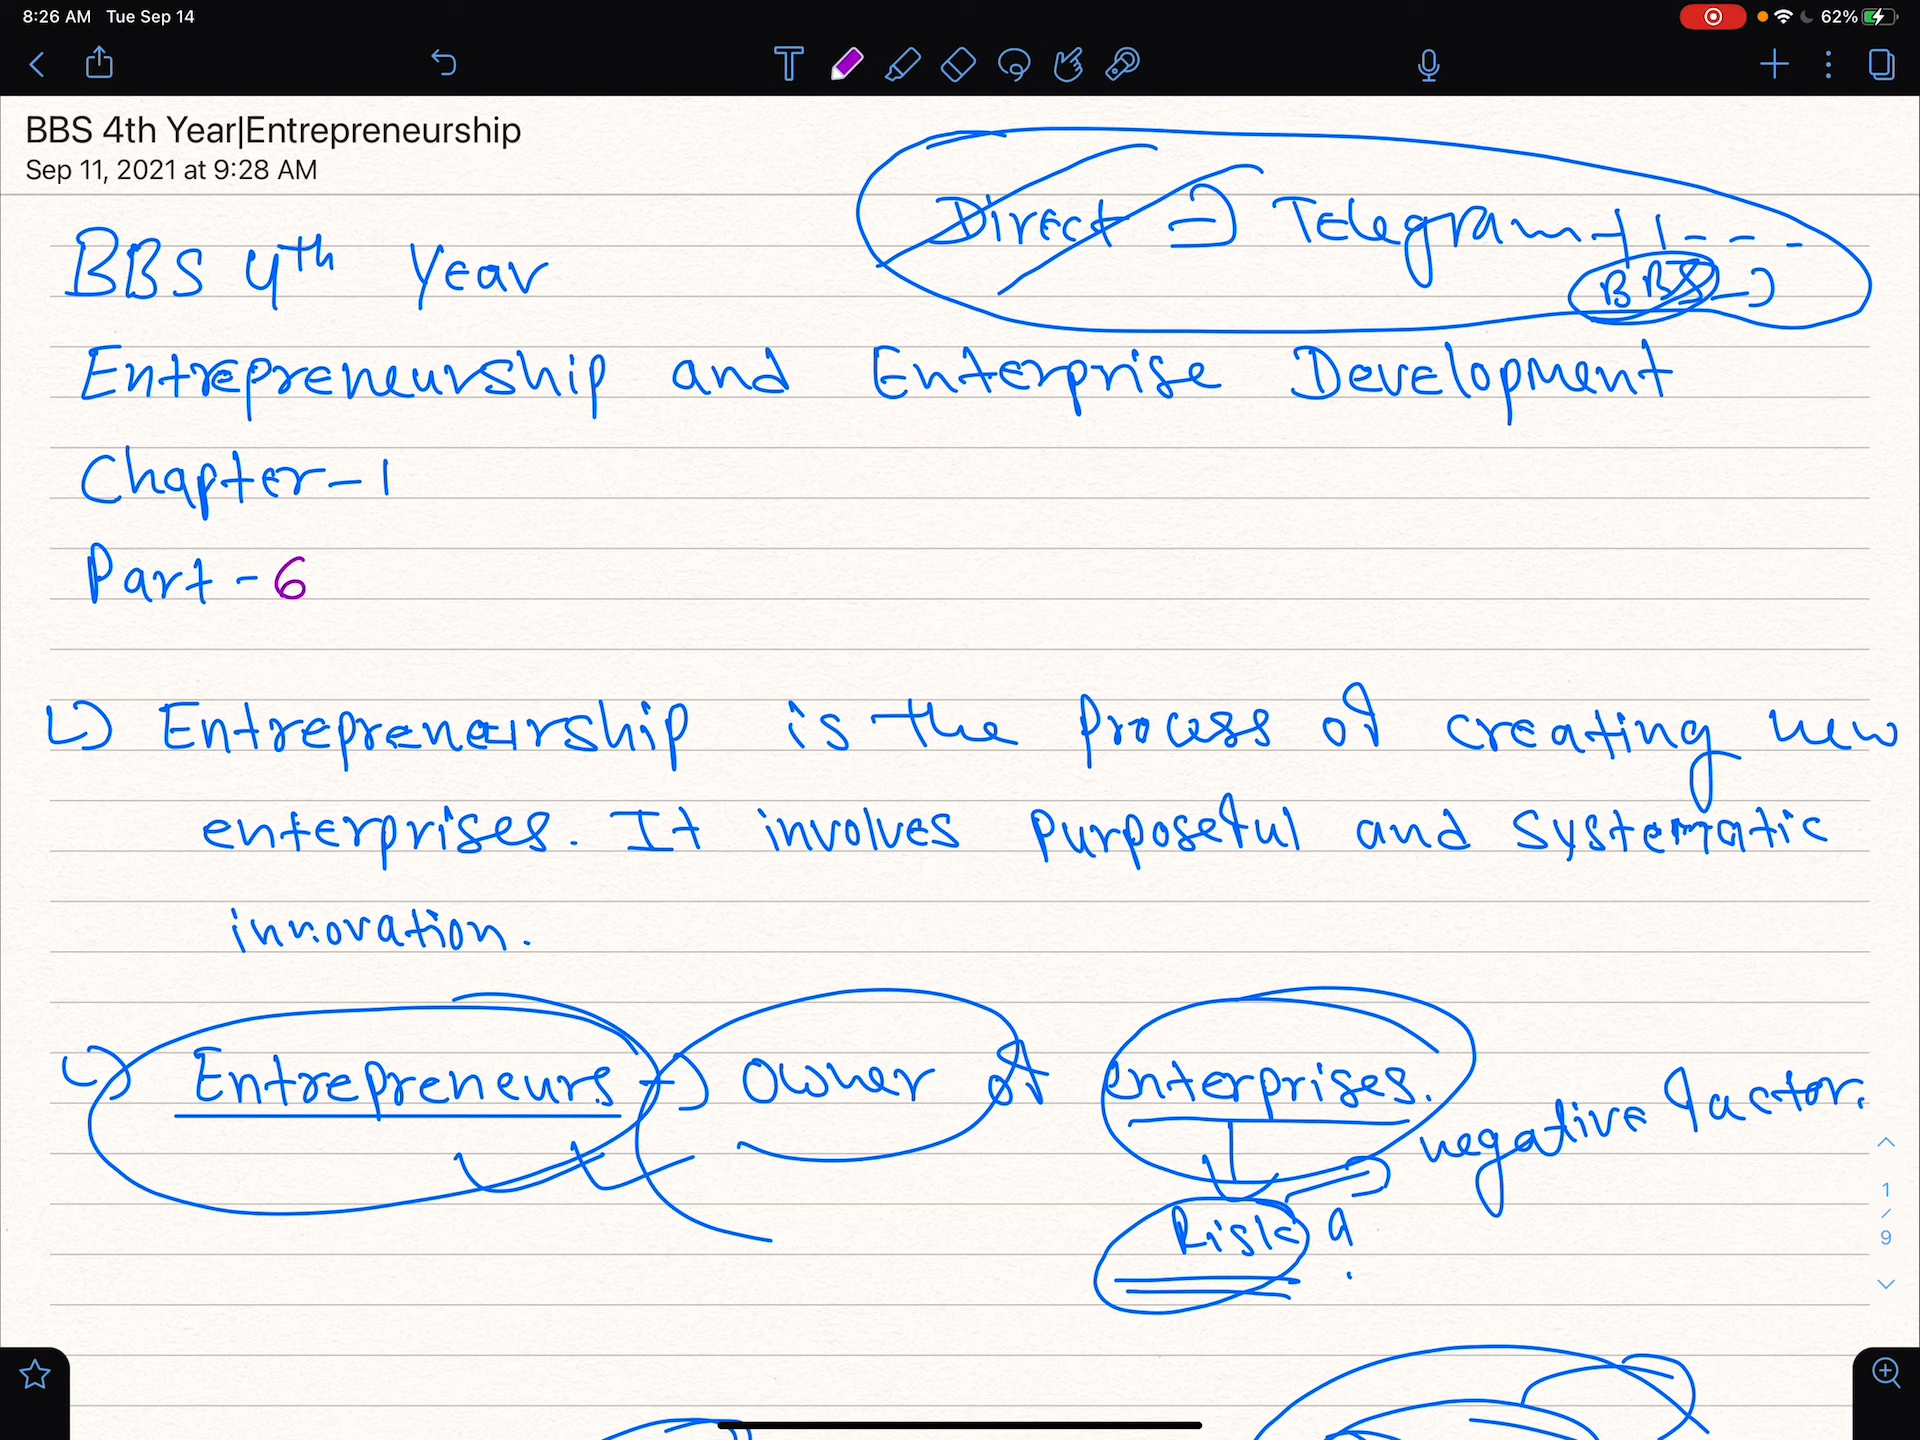 8:26 AM Tue Sep 14
62%
BBS 4th Year|Entrepreneurship
Sep 11, 2021 at 9:28 AM
Direct Telegram
BBS
BBS 4th Year
Entrepreneurship and Enterprise Development
Chapter-1
Part-6
Entrepreneurship is the Process of creating new
enterprises. It involves Purposeful and Systematic
innovation.
Entrepreneurs → Owner of enterprises.
negative factor.
Risk
1
/
9